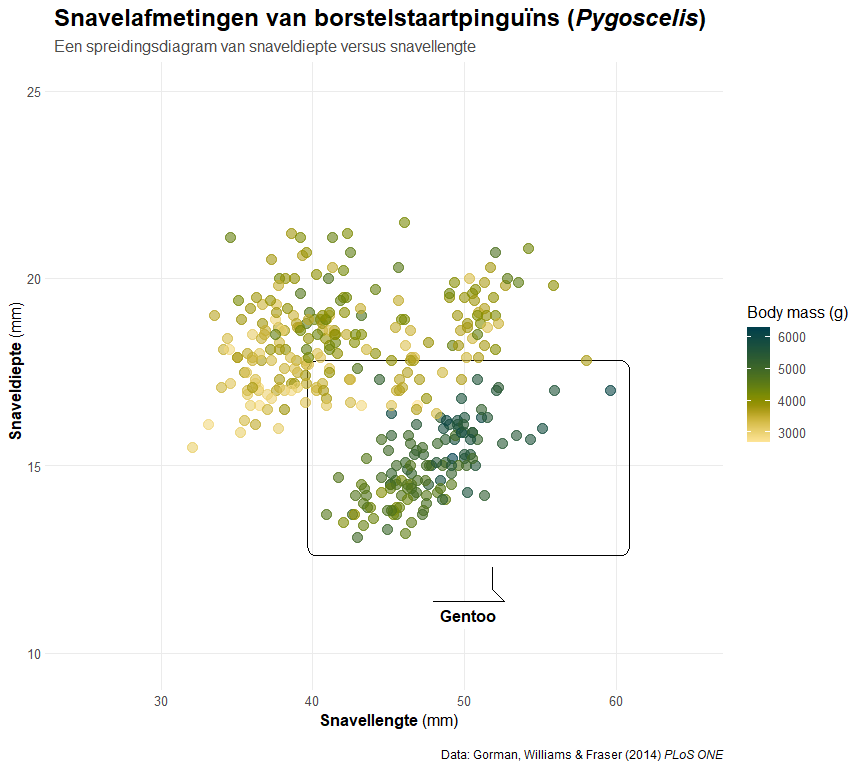 Snavelafmetingen van borstelstaartpinguïns (Pygoscelis)
Een spreidingsdiagram van snaveldiepte versus snavellengte
25
20
15
10
Snaveldiepte (mm)
Gentoo
30
40
50
60
Snavellengte (mm)
Body mass (g)
6000
5000
4000
3000
Data: Gorman, Williams & Fraser (2014) PLoS ONE